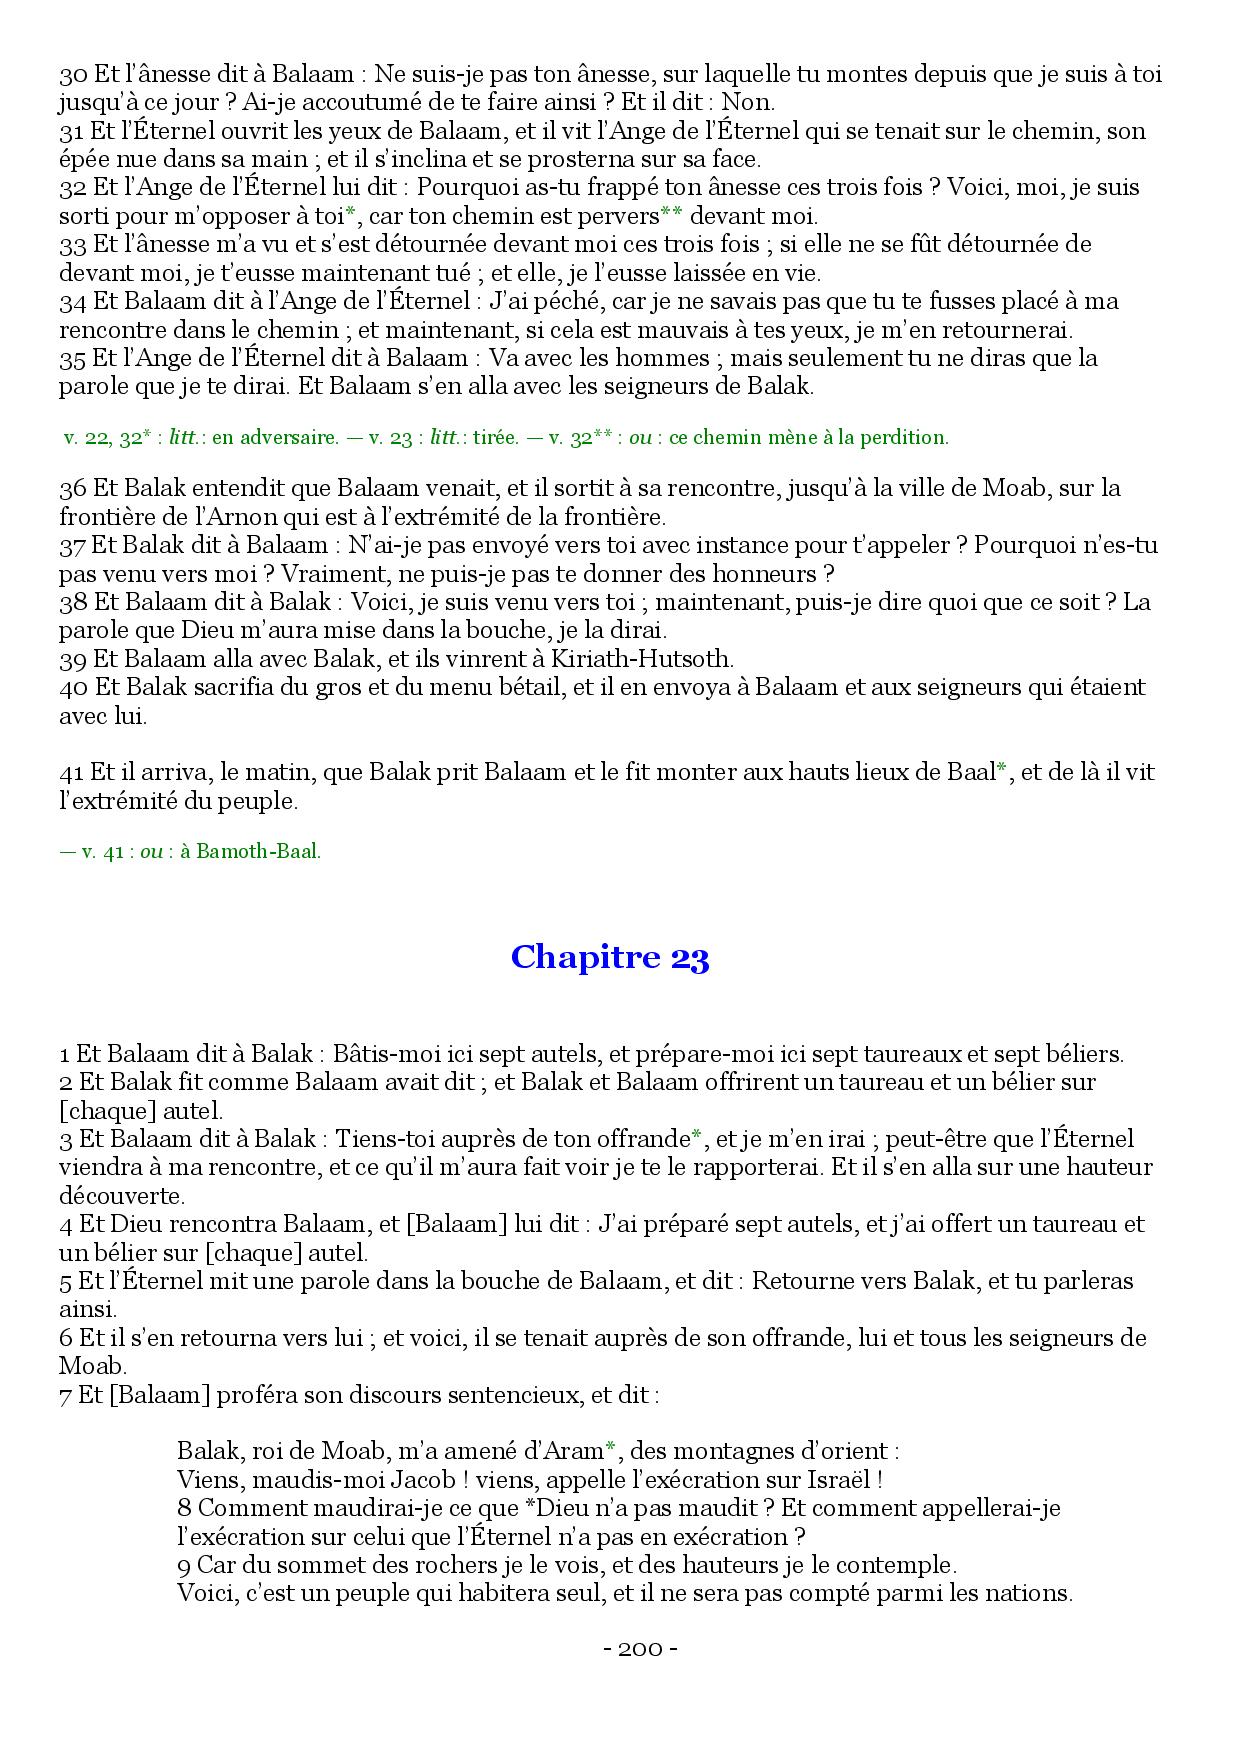 30 Et l’ânesse dit à Balaam : Ne suis-je pas ton ânesse, sur laquelle tu montes depuis que je suis à toi
jusqu’à ce jour ? Ai-je accoutumé de te faire ainsi ? Et il dit : Non.
31 Et l’Éternel ouvrit les yeux de Balaam, et il vit l’Ange de l’Éternel qui se tenait sur le chemin, son
épée nue dans sa main ; et il s’inclina et se prosterna sur sa face.
32 Et l’Ange de l’Éternel lui dit : Pourquoi as-tu frappé ton ânesse ces trois fois ? Voici, moi, je suis
sorti pour m’opposer à toi*, car ton chemin est pervers** devant moi.
33 Et l’ânesse m’a vu et s’est détournée devant moi ces trois fois ; si elle ne se fût détournée de
devant moi, je t’eusse maintenant tué ; et elle, je l’eusse laissée en vie.
34 Et Balaam dit à l’Ange de l’Éternel : J’ai péché, car je ne savais pas que tu te fusses placé à ma
rencontre dans le chemin ; et maintenant, si cela est mauvais à tes yeux, je m’en retournerai.
35 Et l’Ange de l’Éternel dit à Balaam : Va avec les hommes ; mais seulement tu ne diras que la
parole que je te dirai. Et Balaam s’en alla avec les seigneurs de Balak.
v. 22, 32* : litt.: en adversaire. — v. 23 : litt.: tirée. — v. 32** : ou : ce chemin mène à la perdition.
36 Et Balak entendit que Balaam venait, et il sortit à sa rencontre, jusqu’à la ville de Moab, sur la
frontière de l’Arnon qui est à l’extrémité de la frontière.
37 Et Balak dit à Balaam : N’ai-je pas envoyé vers toi avec instance pour t’appeler ? Pourquoi n’es-tu
pas venu vers moi ? Vraiment, ne puis-je pas te donner des honneurs ?
38 Et Balaam dit à Balak : Voici, je suis venu vers toi ; maintenant, puis-je dire quoi que ce soit ? La
parole que Dieu m’aura mise dans la bouche, je la dirai.
39 Et Balaam alla avec Balak, et ils vinrent à Kiriath-Hutsoth.
40 Et Balak sacrifia du gros et du menu bétail, et il en envoya à Balaam et aux seigneurs qui étaient
avec lui.
41 Et il arriva, le matin, que Balak prit Balaam et le fit monter aux hauts lieux de Baal*, et de là il vit
l’extrémité du peuple.
— v. 41 : ou : à Bamoth-Baal.
Chapitre 23
1 Et Balaam dit à Balak : Bâtis-moi ici sept autels, et prépare-moi ici sept taureaux et sept béliers.
2 Et Balak fit comme Balaam avait dit ; et Balak et Balaam offrirent un taureau et un bélier sur
[chaque] autel.
3 Et Balaam dit à Balak : Tiens-toi auprès de ton offrande*, et je m’en irai ; peut-être que l’Éternel
viendra à ma rencontre, et ce qu’il m’aura fait voir je te le rapporterai. Et il s’en alla sur une hauteur
découverte.
4 Et Dieu rencontra Balaam, et [Balaam] lui dit : J’ai préparé sept autels, et j’ai offert un taureau et
un bélier sur [chaque] autel.
5 Et l’Éternel mit une parole dans la bouche de Balaam, et dit : Retourne vers Balak, et tu parleras
ainsi.
6 Et il s’en retourna vers lui ; et voici, il se tenait auprès de son offrande, lui et tous les seigneurs de
Moab.
7 Et [Balaam] proféra son discours sentencieux, et dit :
Balak, roi de Moab, m’a amené d’Aram*, des montagnes d’orient :
Viens, maudis-moi Jacob ! viens, appelle l’exécration sur Israël !
8 Comment maudirai-je ce que *Dieu n’a pas maudit ? Et comment appellerai-je
l’exécration sur celui que l’Éternel n’a pas en exécration ?
9 Car du sommet des rochers je le vois, et des hauteurs je le contemple.
Voici, c’est un peuple qui habitera seul, et il ne sera pas compté parmi les nations.
- 200 -